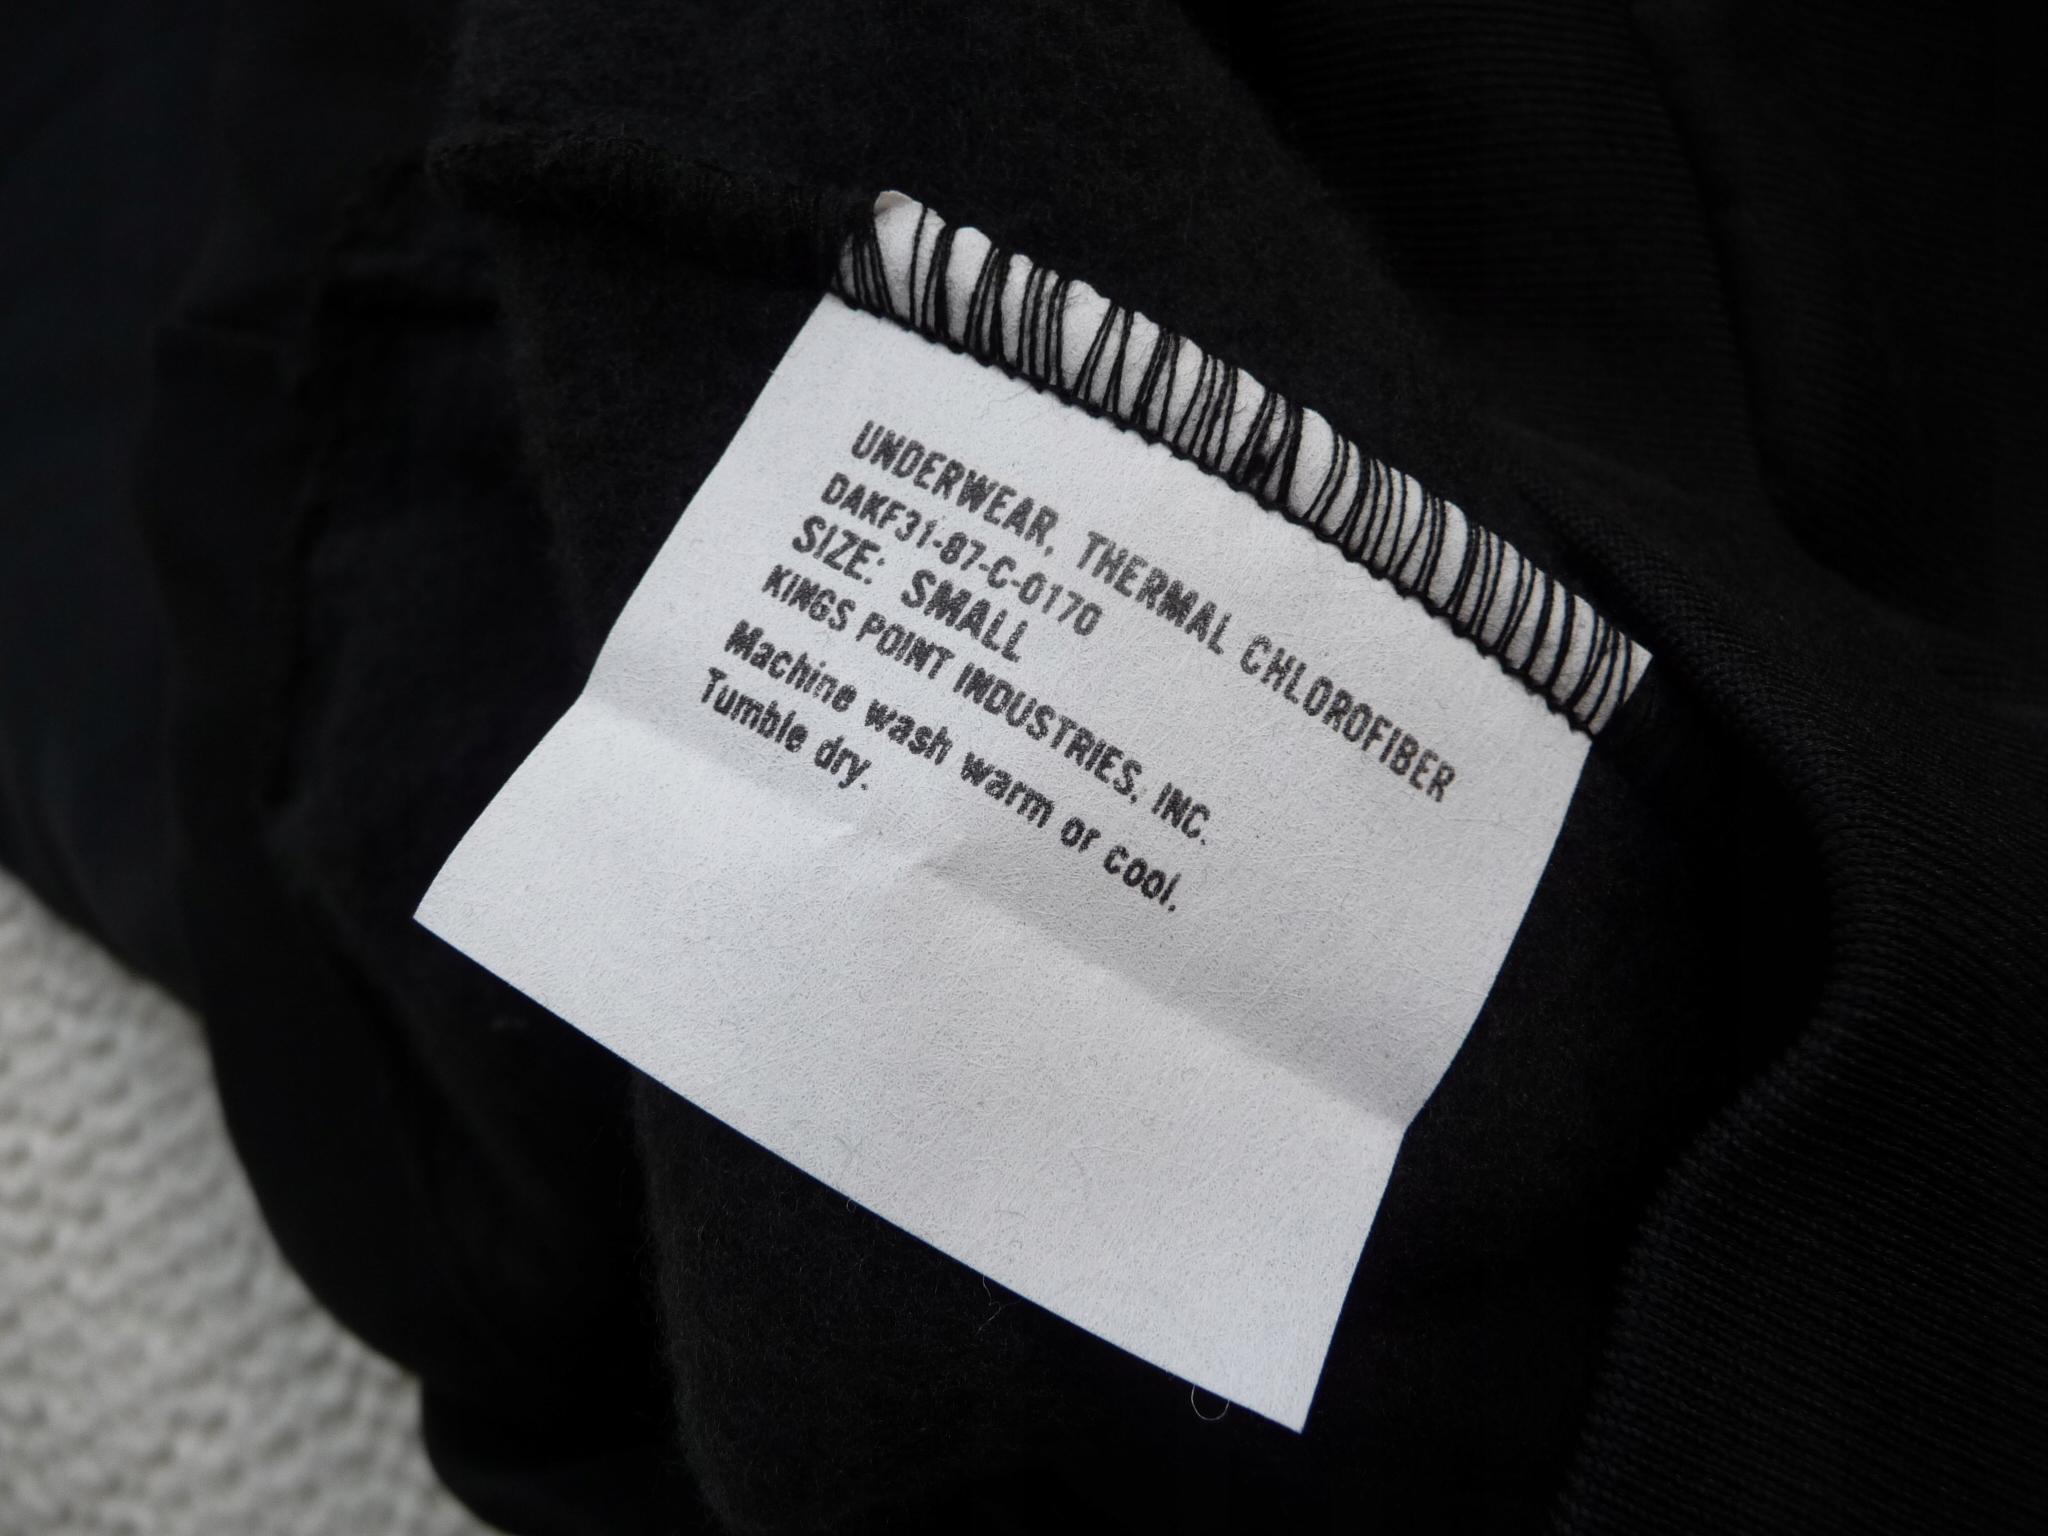 UNDERWEAR, THERMAL CHLOROFIBER
DAKF31-87-C-0170
SIZE: SMALL
KINGS POINT INDUSTRIES, INC.
Machine wash warm or cool.
Tumble dry.